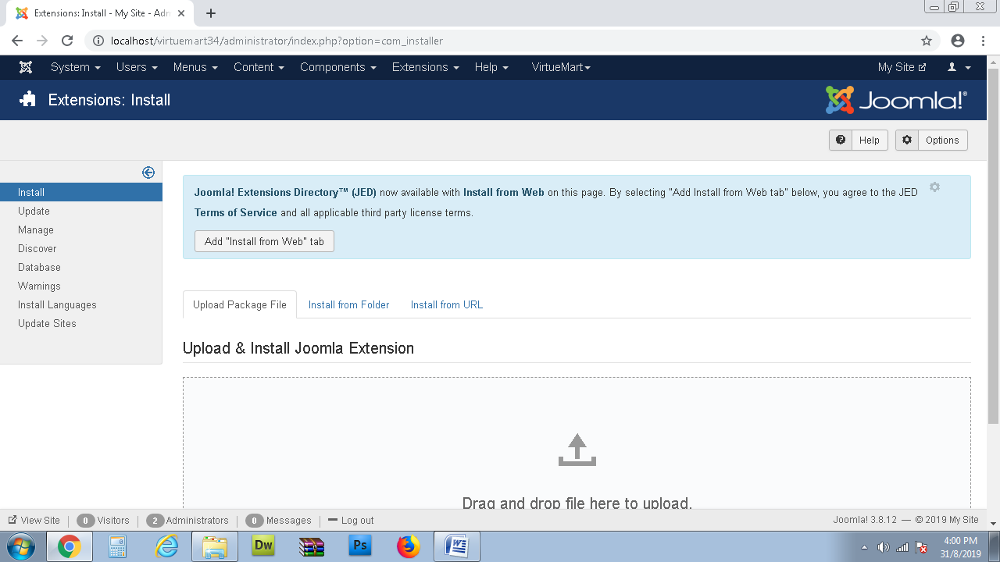 Extensions: Install - My Site - Adn
localhost/virtuemart34/administrator/index.php?option=com_installer
System Users Menus Content Components Extensions Help VirtueMart My Site
Extensions: Install
Joomla!®
Help Options
Install
Update
Manage
Discover
Database
Warnings
Install Languages
Update Sites
Joomla! Extensions Directory™ (JED) now available with Install from Web on this page. By selecting "Add Install from Web tab" below, you agree to the JED
Terms of Service and all applicable third party license terms.
Add "Install from Web" tab
Upload Package File Install from Folder Install from URL
Upload & Install Joomla Extension
Drag and drop file here to upload.
View Site 0 Visitors 2 Administrators 0 Messages Log out Joomla! 3.8.12 — © 2019 My Site
Dw Ps W
4:00 PM
31/8/2019